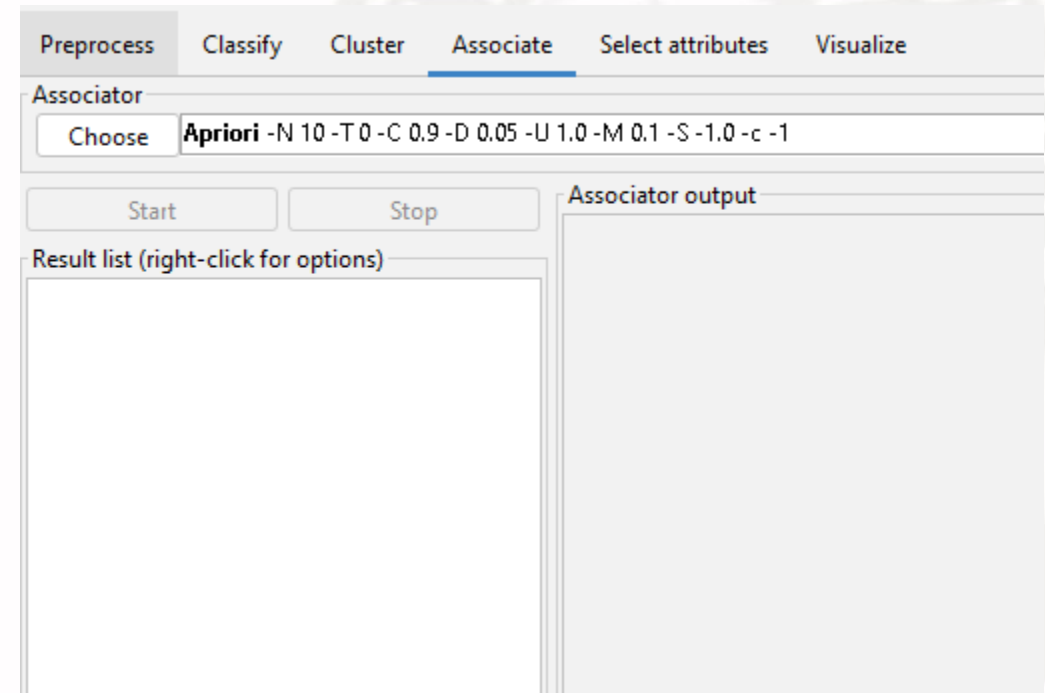 Preprocess Classify Cluster Associate Select attributes Visualize
Associator
Choose Apriori -N 10 -T 0 -C 0.9 -D 0.05 -U 1.0 -M 0.1 -S -1.0 -c -1
Start Stop
Associator output
Result list (right-click for options)